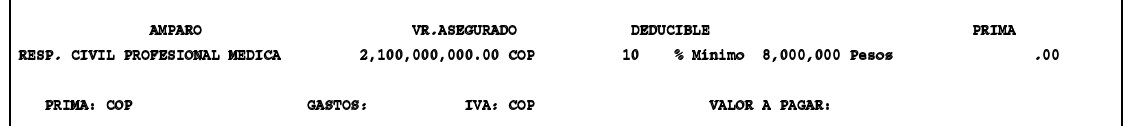 AMPARO VR.ASEGURADO DEDUCIBLE PRIMA
RESP. CIVIL PROFESIONAL MEDICA 2,100,000,000.00 COP 10 % Mínimo 8,000,000 Pesos .00
PRIMA: COP GASTOS: IVA: COP VALOR A PAGAR: